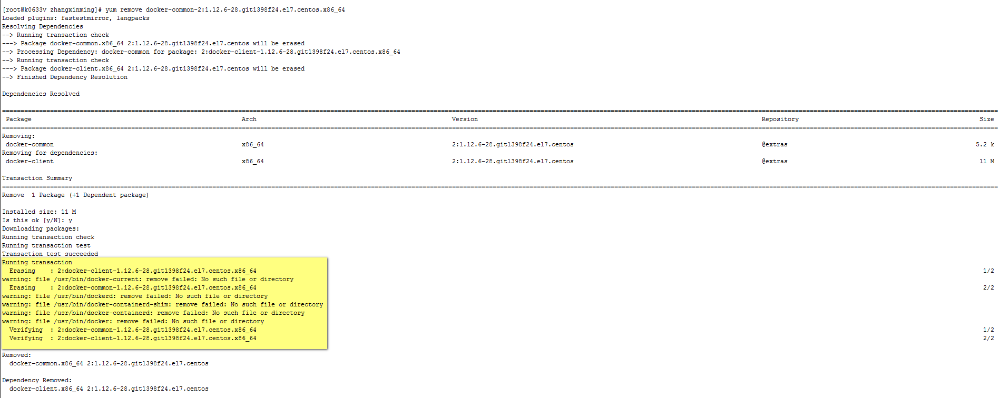 [root@k0633v zhangxinming]# yum remove docker-common-2:1.12.6-28.git1398f24.el7.centos.x86_64
Loaded plugins: fastestmirror, langpacks
Resolving Dependencies
--> Running transaction check
---> Package docker-common.x86_64 2:1.12.6-28.git1398f24.el7.centos will be erased
--> Processing Dependency: docker-common for package: 2:docker-client-1.12.6-28.git1398f24.el7.centos.x86_64
--> Running transaction check
---> Package docker-client.x86_64 2:1.12.6-28.git1398f24.el7.centos will be erased
--> Finished Dependency Resolution
Dependencies Resolved
Package Arch Version Repository Size
Removing:
docker-common x86_64 2:1.12.6-28.git1398f24.el7.centos @extras 5.2 k
Removing for dependencies:
docker-client x86_64 2:1.12.6-28.git1398f24.el7.centos @extras 11 M
Transaction Summary
Remove  1 Package (+1 Dependent package)
Installed size: 11 M
Is this ok [y/N]: y
Downloading packages:
Running transaction check
Running transaction test
Transaction test succeeded
Running transaction
Erasing    : 2:docker-client-1.12.6-28.git1398f24.el7.centos.x86_64 1/2
warning: file /usr/bin/docker-current: remove failed: No such file or directory
Erasing    : 2:docker-common-1.12.6-28.git1398f24.el7.centos.x86_64 2/2
warning: file /usr/bin/dockerd: remove failed: No such file or directory
warning: file /usr/bin/docker-containerd-shim: remove failed: No such file or directory
warning: file /usr/bin/docker-containerd: remove failed: No such file or directory
warning: file /usr/bin/docker: remove failed: No such file or directory
Verifying  : 2:docker-common-1.12.6-28.git1398f24.el7.centos.x86_64 1/2
Verifying  : 2:docker-client-1.12.6-28.git1398f24.el7.centos.x86_64 2/2
Removed:
docker-common.x86_64 2:1.12.6-28.git1398f24.el7.centos
Dependency Removed:
docker-client.x86_64 2:1.12.6-28.git1398f24.el7.centos